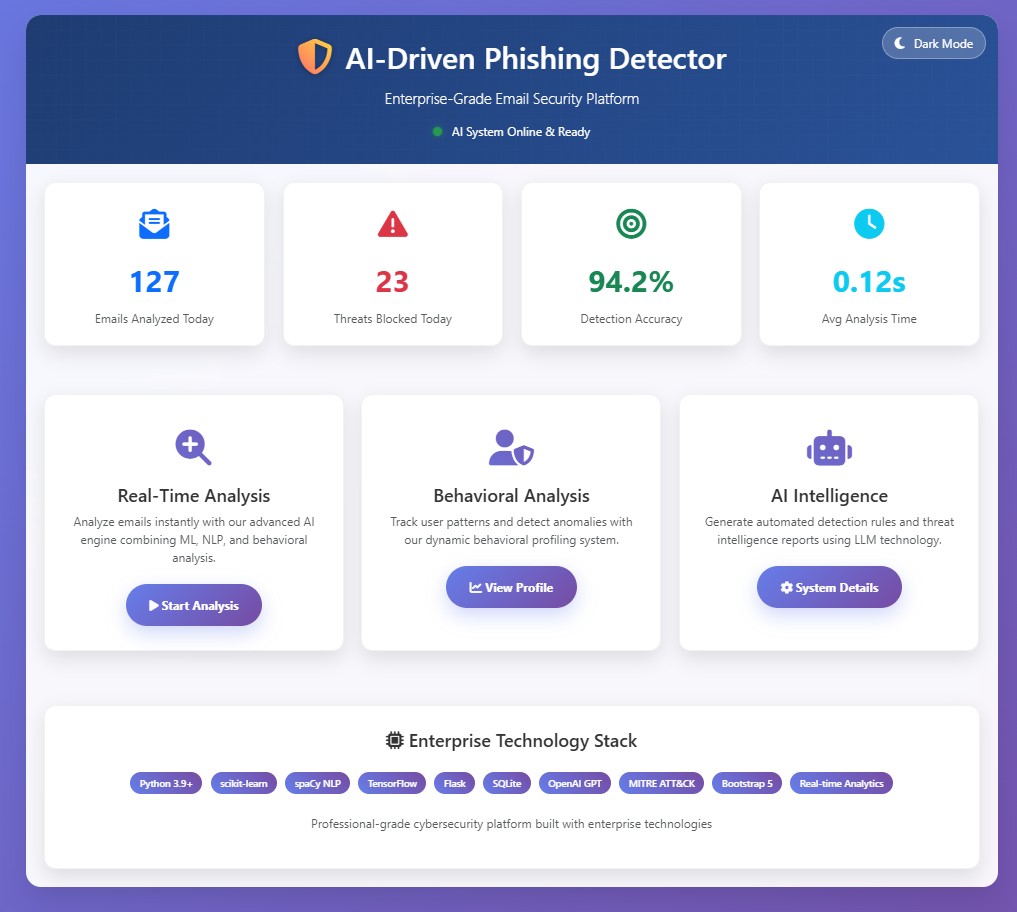 AI-Driven Phishing Detector
Dark Mode
Enterprise-Grade Email Security Platform
AI System Online & Ready
127
Emails Analyzed Today
23
Threats Blocked Today
94.2%
Detection Accuracy
0.12s
Avg Analysis Time
Real-Time Analysis
Analyze emails instantly with our advanced AI
engine combining ML, NLP, and behavioral
analysis.
Start Analysis
Behavioral Analysis
Track user patterns and detect anomalies with
our dynamic behavioral profiling system.
View Profile
AI Intelligence
Generate automated detection rules and threat
intelligence reports using LLM technology.
System Details
Enterprise Technology Stack
Python 3.9+ scikit-learn spaCy NLP TensorFlow Flask SQLite OpenAI GPT MITRE ATT&CK Bootstrap 5 Real-time Analytics
Professional-grade cybersecurity platform built with enterprise technologies